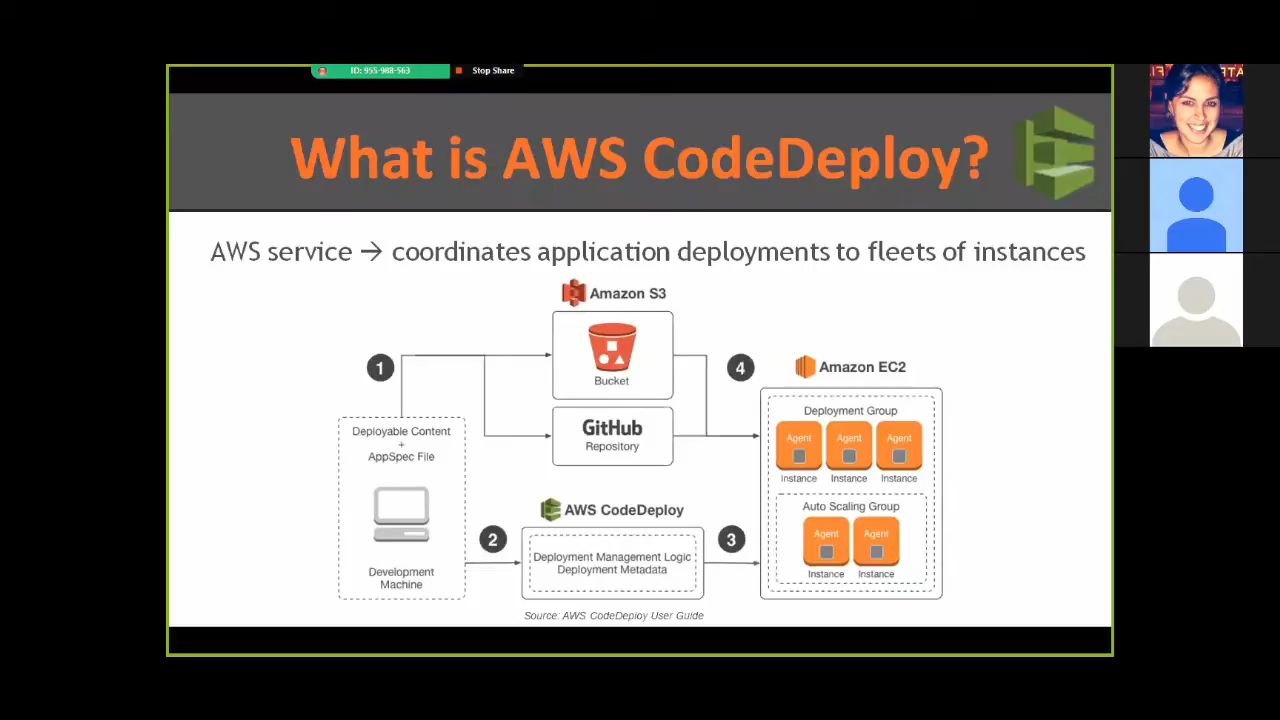 ID: 955-988-563
Stop Share
What is AWS CodeDeploy?
AWS service → coordinates application deployments to fleets of instances
Amazon S3
Bucket
GitHub
Repository
1
4
Amazon EC2
Deployable Content
+
AppSpec File
Development
Machine
Deployment Group
Agent Agent Agent
Instance Instance Instance
Auto Scaling Group
Agent Agent
Instance Instance
AWS CodeDeploy
2
3
Deployment Management Logic
Deployment Metadata
Source: AWS CodeDeploy User Guide